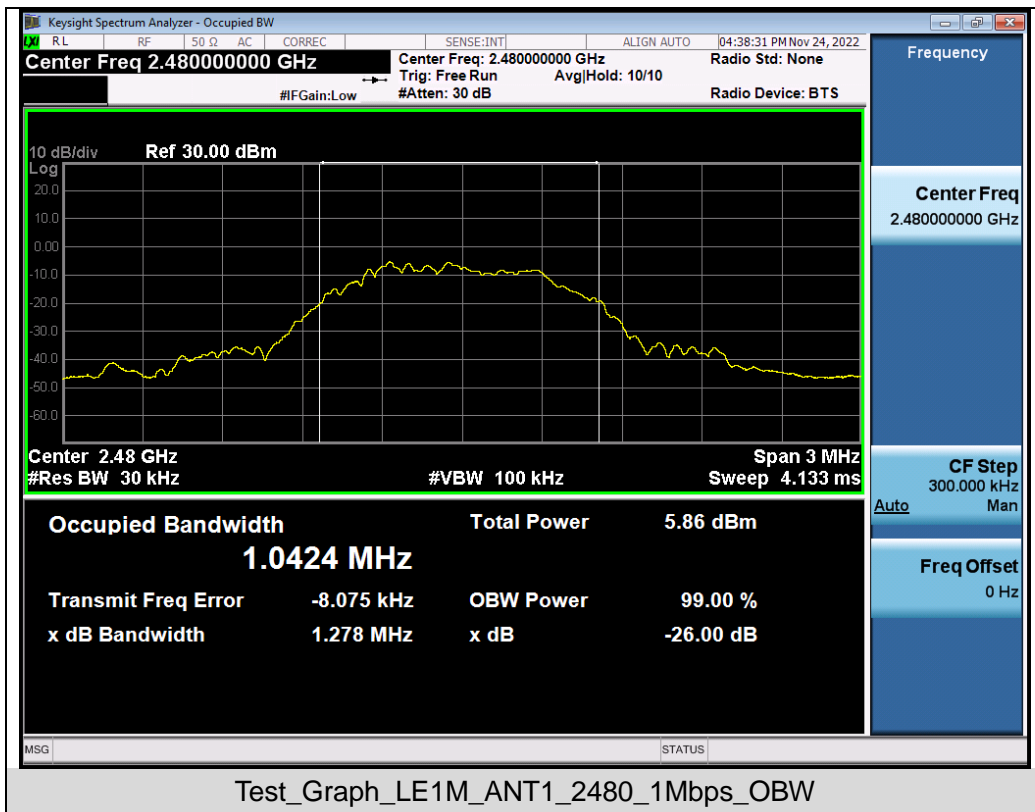 Keysight Spectrum Analyzer - Occupied BW
LXI RL RF 50 Ω AC CORREC SENSE:INT ALIGN AUTO 04:38:31 PM Nov 24, 2022
Center Freq 2.480000000 GHz
#IFGain:Low
Center Freq: 2.480000000 GHz
Trig: Free Run Avg|Hold: 10/10
#Atten: 30 dB
Radio Std: None
Radio Device: BTS
10 dB/div Ref 30.00 dBm
Log
20.0
10.0
0.00
-10.0
-20.0
-30.0
-40.0
-50.0
-60.0
Center 2.48 GHz Span 3 MHz
#Res BW 30 kHz #VBW 100 kHz Sweep 4.133 ms
Occupied Bandwidth Total Power 5.86 dBm
1.0424 MHz
Transmit Freq Error -8.075 kHz OBW Power 99.00 %
x dB Bandwidth 1.278 MHz x dB -26.00 dB
MSG STATUS
Frequency
Center Freq
2.480000000 GHz
CF Step
300.000 kHz
Auto Man
Freq Offset
0 Hz
Test_Graph_LE1M_ANT1_2480_1Mbps_OBW